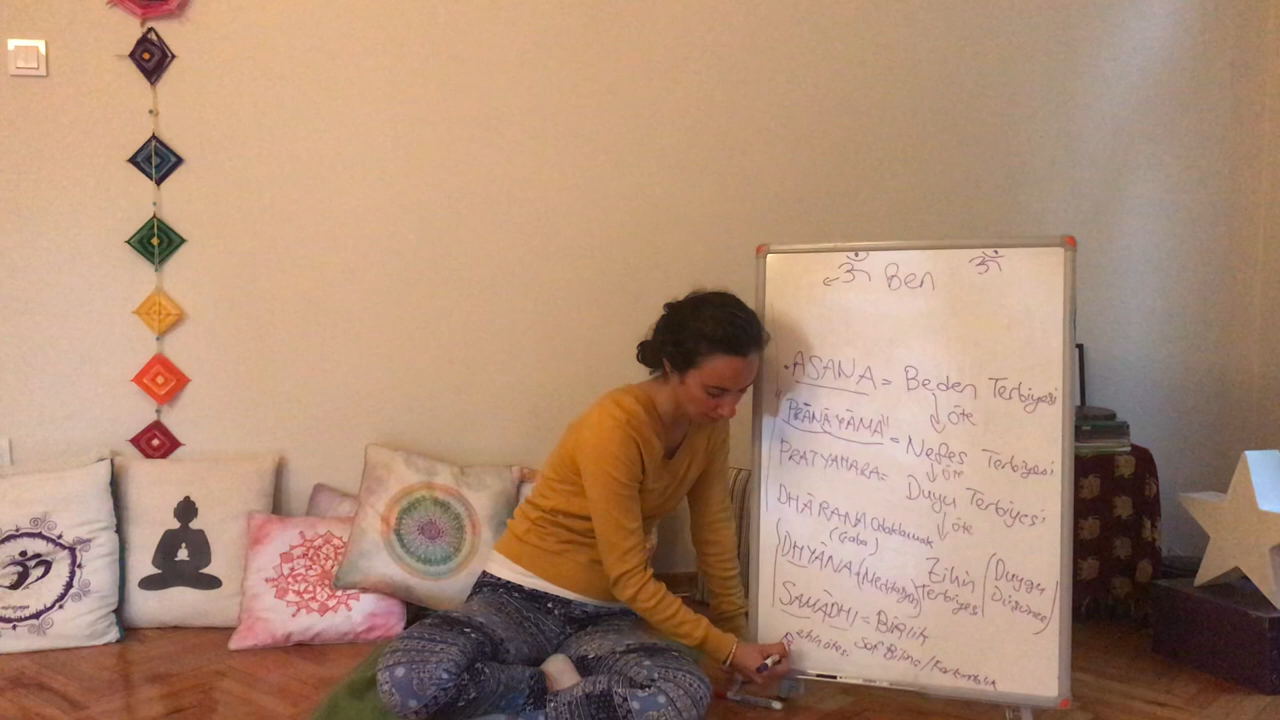 ॐ Ben ॐ
ASANA = Beden Terbiyesi
↓ öte
"PRĀNĀYĀMA" = Nefes Terbiyesi
↓ öte
PRATYAHARA = Duyu Terbiyesi
↓ öte
DHĀRANA Odaklanmak
(Çaba)
(DHYĀNA (Meditasyon) Zihin Terbiyesi (Duygu Düşünce)
SAMĀDHI = Birlik
Saf Bilinç / Farkındalık